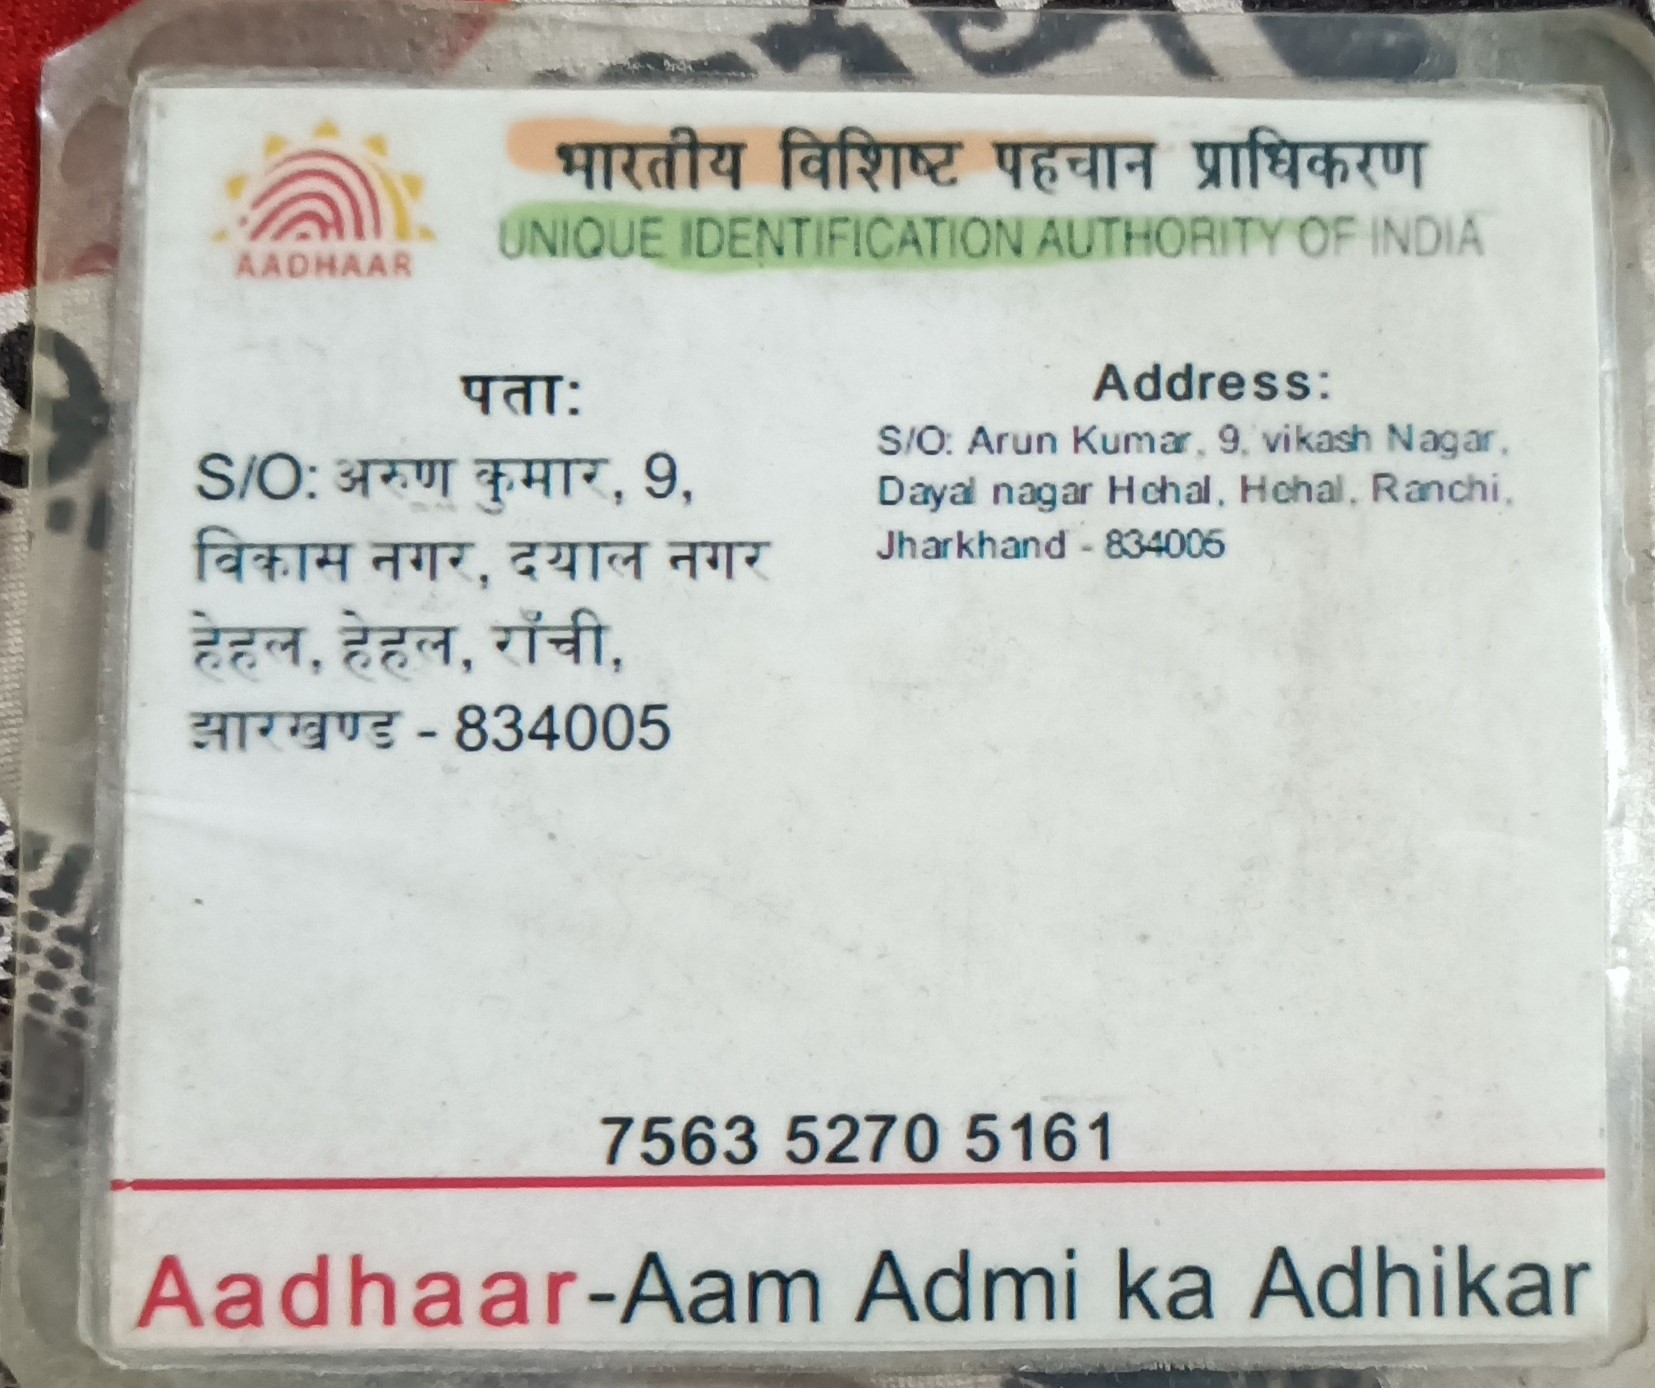 भारतीय विशिष्ट पहचान प्राधिकरण
UNIQUE IDENTIFICATION AUTHORITY OF INDIA
AADHAAR
पता:
S/O: अरुण कुमार, 9,
विकास नगर, दयाल नगर
हेहल, हेहल, राँची,
झारखण्ड - 834005
Address:
S/O: Arun Kumar, 9, vikash Nagar,
Dayal nagar Hehal, Hehal, Ranchi,
Jharkhand - 834005
7563 5270 5161
Aadhaar-Aam Admi ka Adhikar